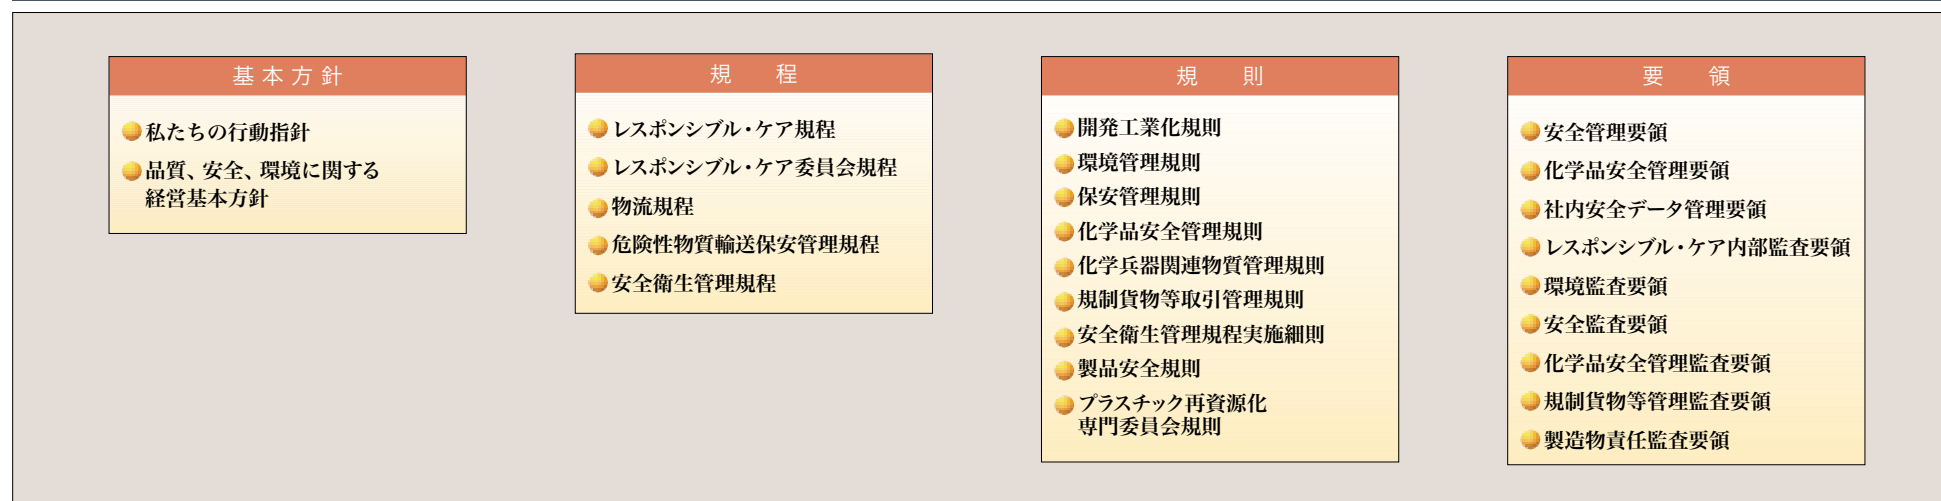 基本方針
私たちの行動指針
品質、安全、環境に関する
経営基本方針
規 程
レスポンシブル・ケア規程
レスポンシブル・ケア委員会規程
物流規程
危険性物質輸送保安管理規程
安全衛生管理規程
規 則
開発工業化規則
環境管理規則
保安管理規則
化学品安全管理規則
化学兵器関連物質管理規則
規制貨物等取引管理規則
安全衛生管理規程実施細則
製品安全規則
プラスチック再資源化
専門委員会規則
要 領
安全管理要領
化学品安全管理要領
社内安全データ管理要領
レスポンシブル・ケア内部監査要領
環境監査要領
安全監査要領
化学品安全管理監査要領
規制貨物等管理監査要領
製造物責任監査要領